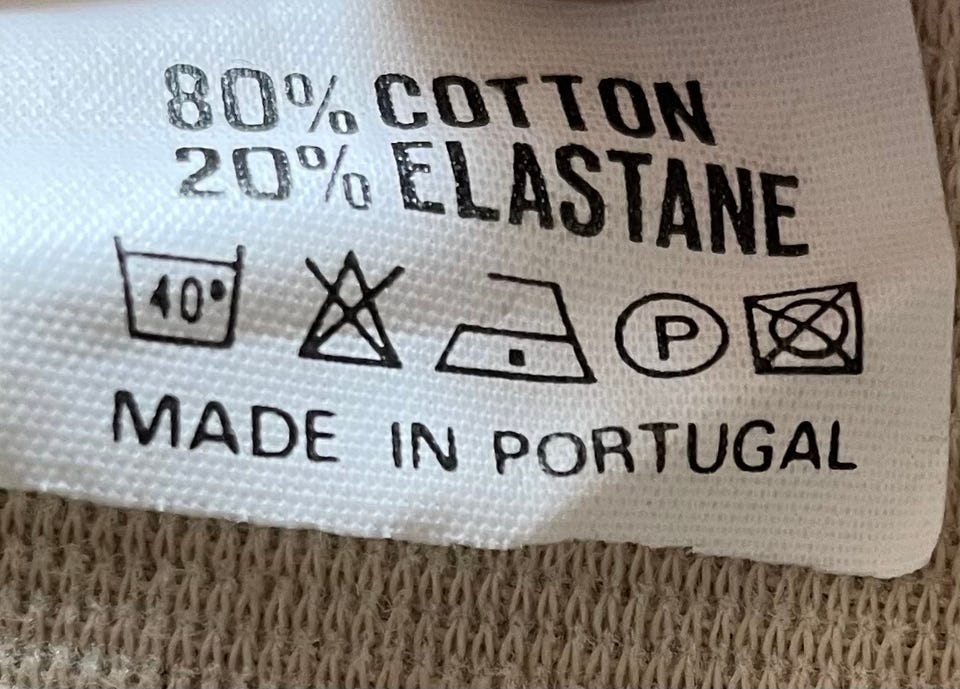 80% COTTON
20% ELASTANE
40° P
MADE IN PORTUGAL